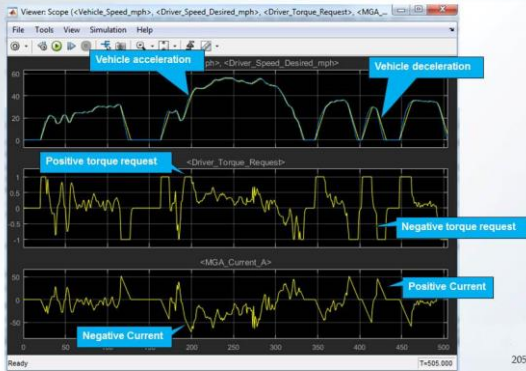 Viewer: Scope (<Vehicle_Speed_mph>, <Driver_Speed_Desired_mph>, <Driver_Torque_Request>, <MGA_...
File Tools View Simulation Help
Vehicle acceleration
ph>, <Driver_Speed_Desired_mph>
Vehicle deceleration
60
40
20
0
Positive torque request
<Driver_Torque_Request>
1
0.5
0
-0.5
-1
Negative torque request
<MGA_Current_A>
50
0
-50
Positive Current
Negative Current
0 50 100 150 200 250 300 350 400 450 500
Ready
T=505.000
205